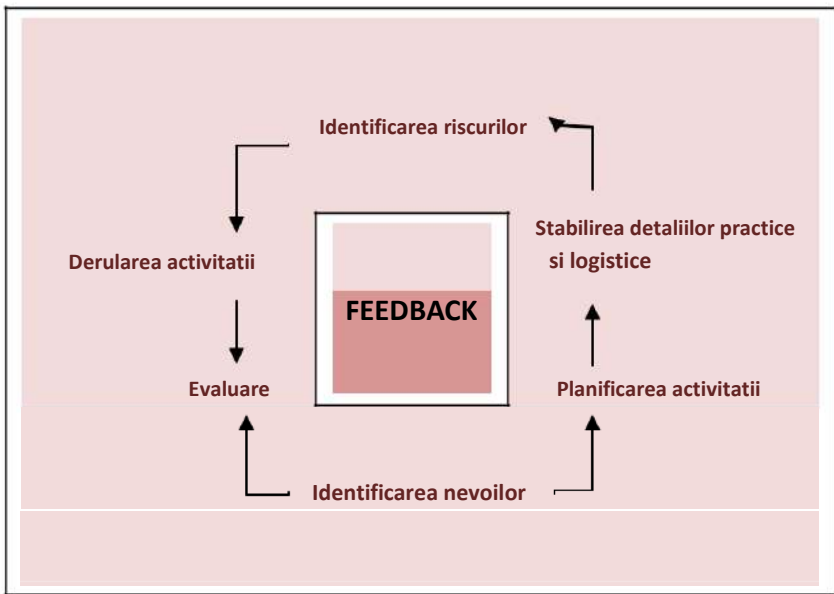 Identificarea riscurilor
Stabilirea detaliilor practice
si logistice
Derularea activitatii
FEEDBACK
Evaluare
Planificarea activitatii
Identificarea nevoilor